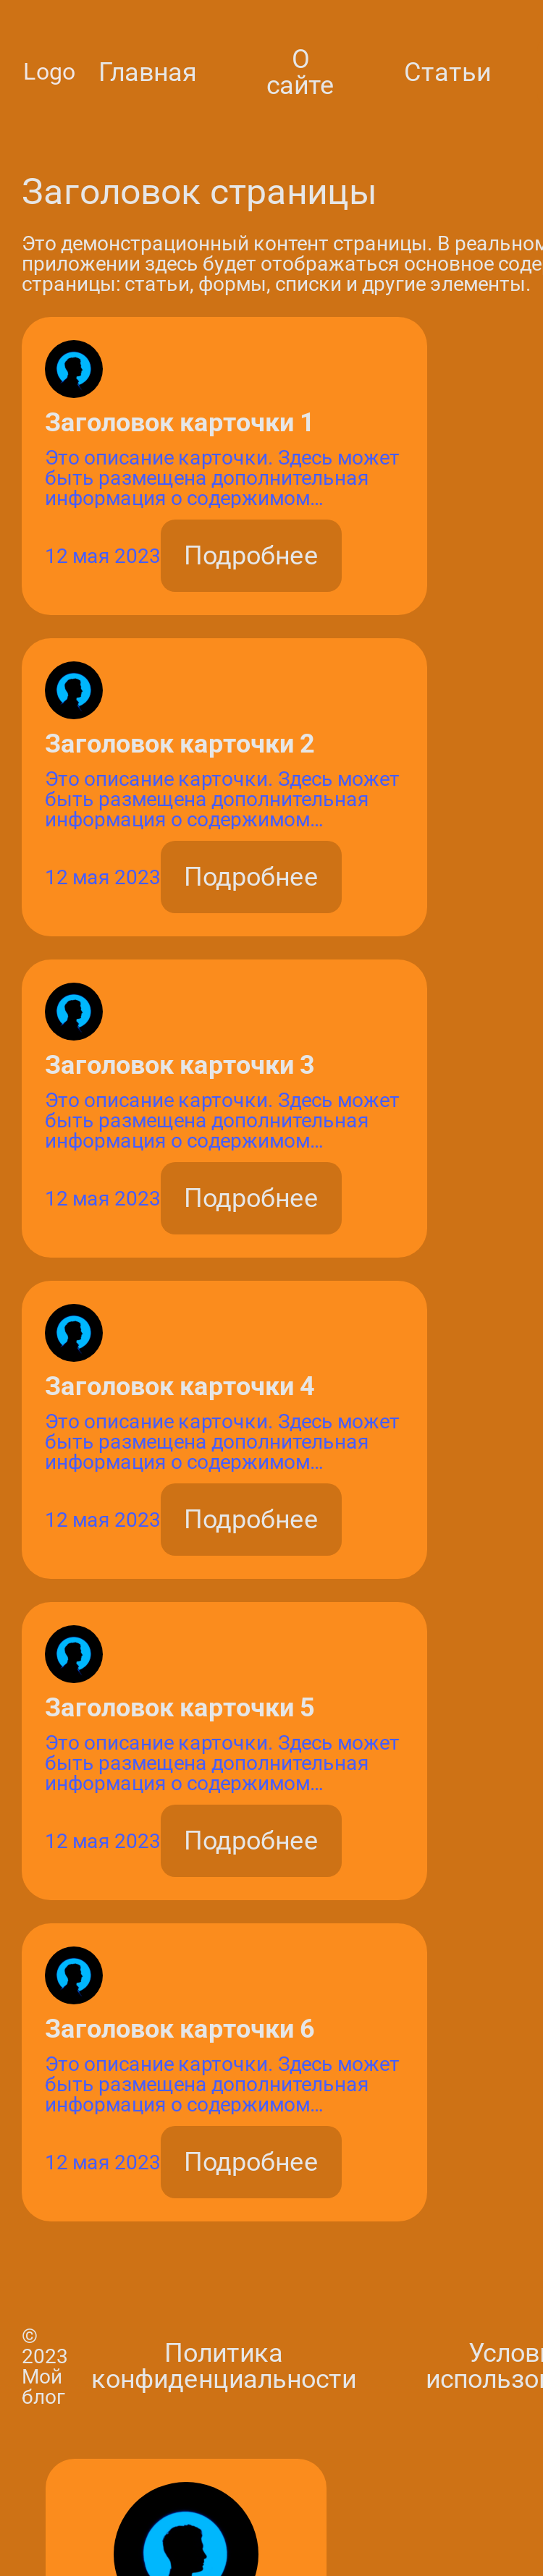 Logo
Главная
О
сайте
Статьи
Заголовок страницы
Это демонстрационный контент страницы. В реальном
приложении здесь будет отображаться основное соде
страницы: статьи, формы, списки и другие элементы.
Заголовок карточки 1
Это описание карточки. Здесь может
быть размещена дополнительная
информация о содержимом...
12 мая 2023
Подробнее
Заголовок карточки 2
Это описание карточки. Здесь может
быть размещена дополнительная
информация о содержимом...
12 мая 2023
Подробнее
Заголовок карточки 3
Это описание карточки. Здесь может
быть размещена дополнительная
информация о содержимом...
12 мая 2023
Подробнее
Заголовок карточки 4
Это описание карточки. Здесь может
быть размещена дополнительная
информация о содержимом...
12 мая 2023
Подробнее
Заголовок карточки 5
Это описание карточки. Здесь может
быть размещена дополнительная
информация о содержимом...
12 мая 2023
Подробнее
Заголовок карточки 6
Это описание карточки. Здесь может
быть размещена дополнительная
информация о содержимом...
12 мая 2023
Подробнее
©
2023
Мой
блог
Политика
конфиденциальности
Услов
использо